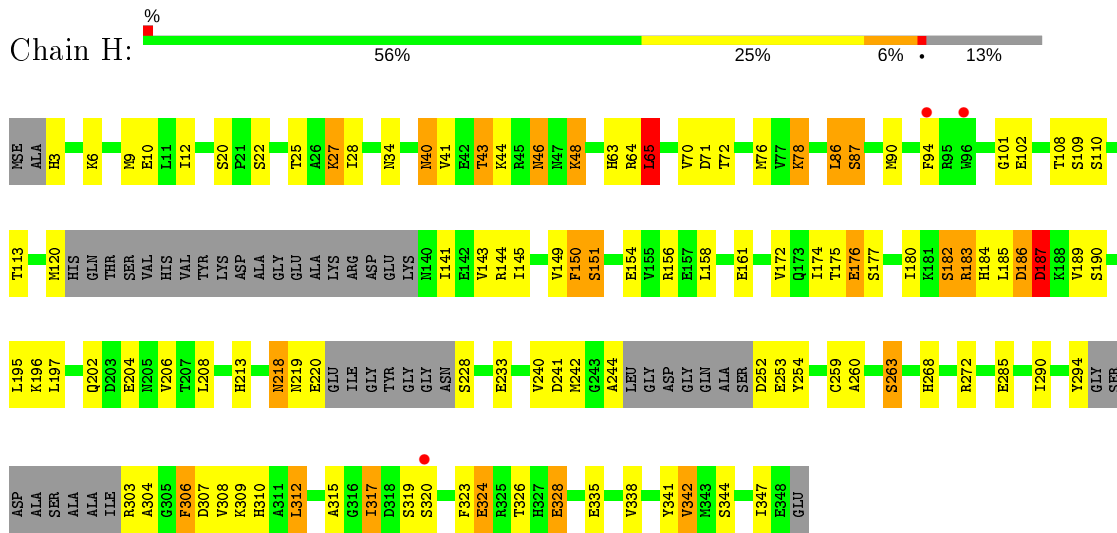 %
Chain H:
56% 25% 6% • 13%
MSE ALA H3 K6 M9 E10 L11 I12 S20 P21 S22 T25 A26 K27 I28 N34 N40 V41 E42 T43 K44 R45 N46 N47 K48 H63 R64 L65 V70 D71 T72 M76 V77 K78 L86 S87 M90 F94 R95 W96 G101 E102 T108 S109 S110
T113 M120 HIS GLN THR SER VAL HIS VAL TYR LYS ASP ALA GLY GLU ALA LYS ARG ASP GLU LYS N140 I141 E142 V143 R144 I145 V149 F150 S151 E154 V155 R156 E157 L158 E161 V172 Q173 I174 T175 E176 S177 I180 K181 S182 R183 H184 L185 D186 D187 K188 V189 S190
L195 K196 L197 Q202 D203 E204 N205 V206 T207 L208 H213 N218 N219 E220 GLU ILE GLY TYR GLY GLY ASN S228 E233 V240 D241 M242 G243 A244 LEU GLY ASP GLY GLN ALA SER D252 E253 Y254 C259 A260 S263 H268 R272 E285 I290 Y294 GLY SER
ASP ALA SER ALA ALA ILE R303 A304 G305 F306 D307 V308 K309 H310 A311 L312 A315 G316 I317 D318 S319 S320 F323 E324 R325 T326 H327 E328 E335 V338 Y341 V342 M343 S344 I347 E348 GLU